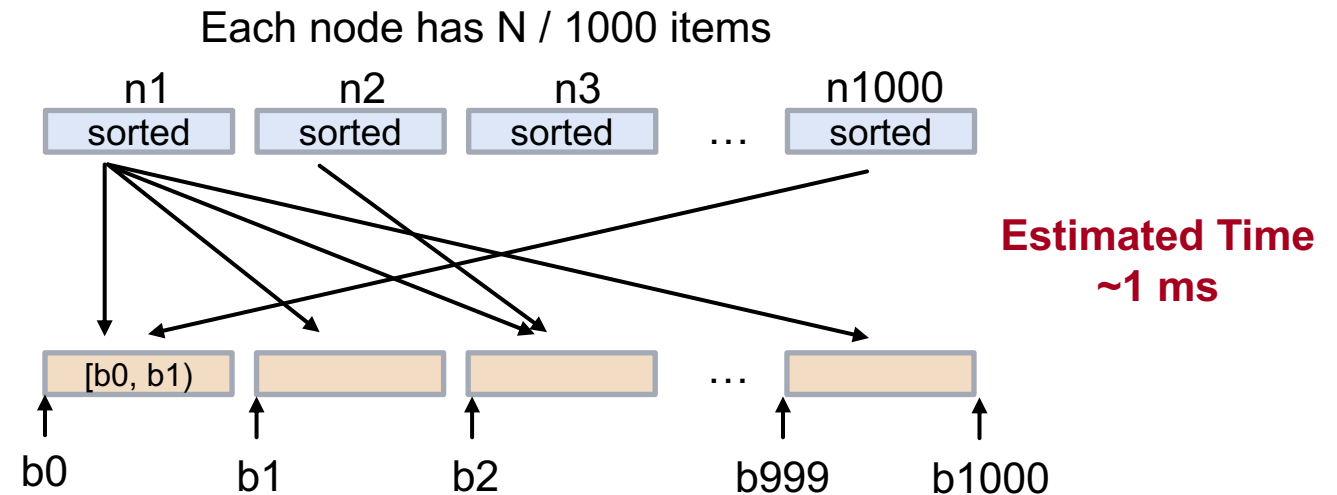 Each node has N / 1000 items
n1 n2 n3 n1000
sorted sorted sorted … sorted
Estimated Time
~1 ms
[b0, b1) …
b0 b1 b2 b999 b1000